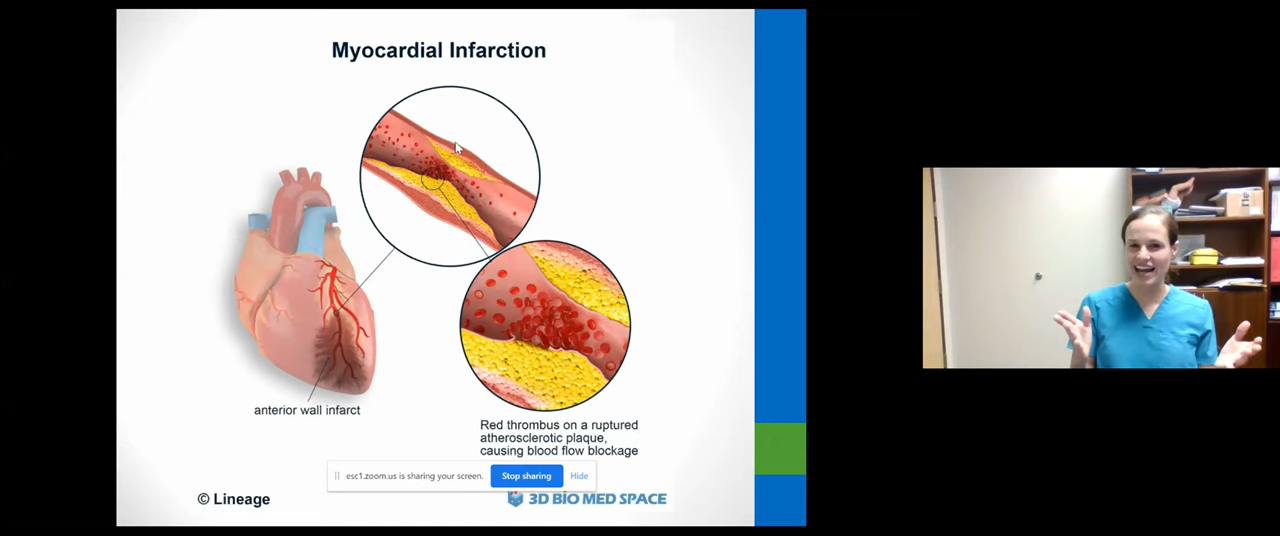 Myocardial Infarction
anterior wall infarct
Red thrombus on a ruptured
atherosclerotic plaque,
causing blood flow blockage
esc1.zoom.us is sharing your screen.
Stop sharing
Hide
© Lineage
3D BIO MED SPACE